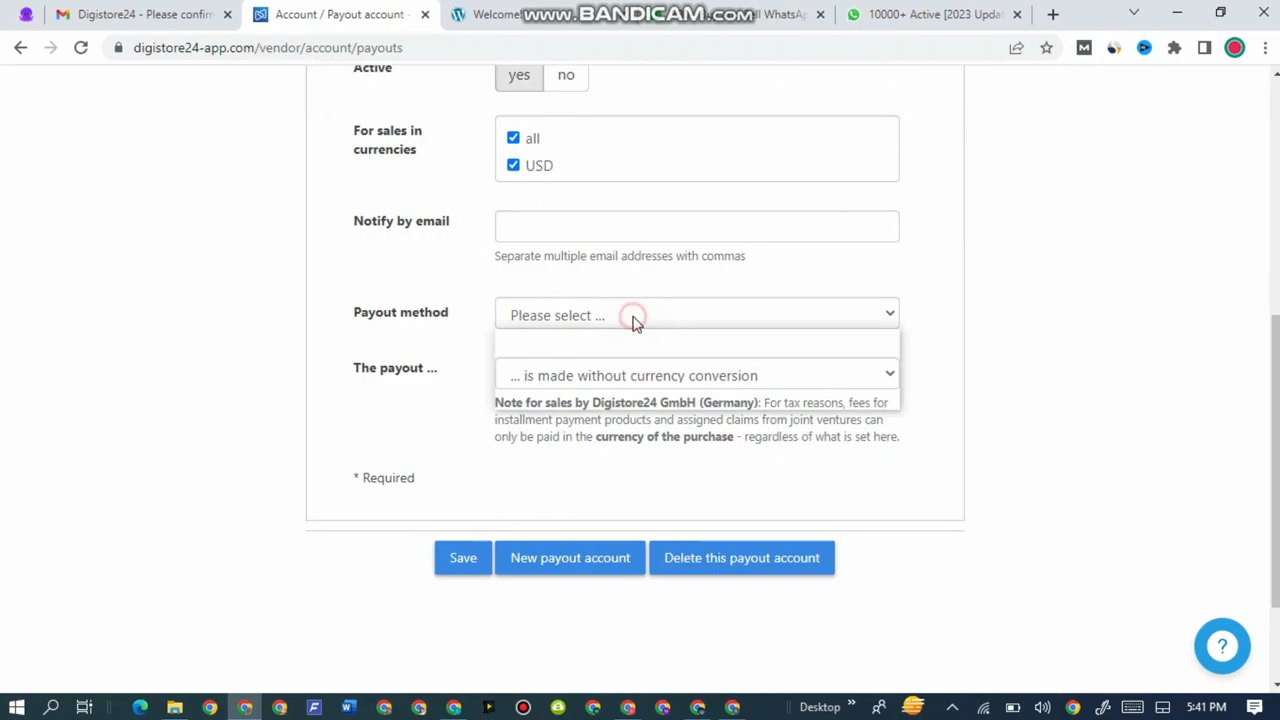 Digistore24 - Please confirm
Account / Payout account -
Welcome
WWW.BANDICAM.COM
ll WhatsAp
10000+ Active [2023 Updat
digistore24-app.com/vendor/account/payouts
Active
yes
no
For sales in currencies
all
USD
Notify by email
Separate multiple email addresses with commas
Payout method
Please select ...
The payout ...
... is made without currency conversion
Note for sales by Digistore24 GmbH (Germany): For tax reasons, fees for
installment payment products and assigned claims from joint ventures can
only be paid in the currency of the purchase - regardless of what is set here.
* Required
Save
New payout account
Delete this payout account
?
Desktop
5:41 PM